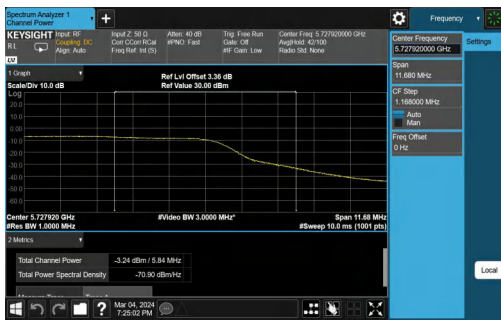 Spectrum Analyzer 1
Channel Power
Frequency
KEYSIGHT
Input: RF
Coupling: DC
Align: Auto
Input Z: 50 Ω
Corr CCorr RCal
Freq Ref: Int (S)
Atten: 40 dB
#PNO: Fast
Trig: Free Run
Gate: Off
#IF Gain: Low
Center Freq: 5.727920000 GHz
Avg|Hold: 42/100
Radio Std: None
RL
LXI
Center Frequency
5.727920000 GHz
Settings
1 Graph
Scale/Div 10.0 dB
Ref Lvl Offset 3.36 dB
Ref Value 30.00 dBm
Span
11.680 MHz
CF Step
1.168000 MHz
Auto
Man
Freq Offset
0 Hz
Log
20.0
10.0
0.00
-10.0
-20.0
-30.0
-40.0
-50.0
-60.0
Center 5.727920 GHz
#Video BW 3.0000 MHz*
Span 11.68 MHz
#Res BW 1.0000 MHz
#Sweep 10.0 ms (1001 pts)
2 Metrics
Total Channel Power
-3.24 dBm / 5.84 MHz
Total Power Spectral Density
-70.90 dBm/Hz
Local
?
Mar 04, 2024
7:25:02 PM